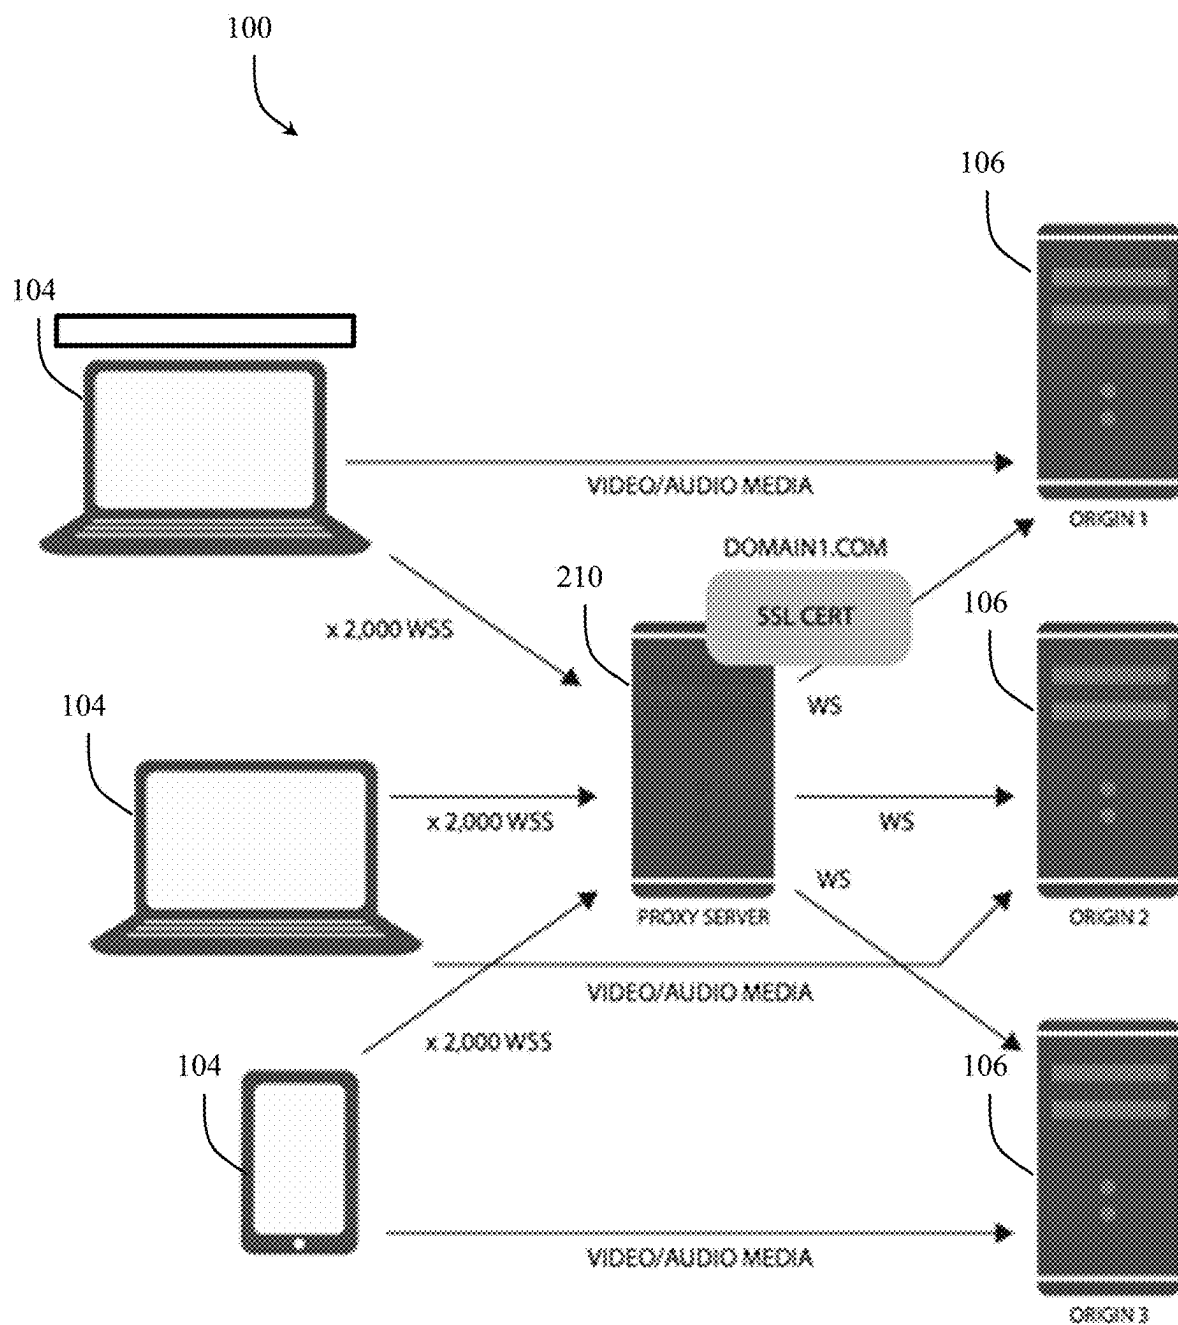 100
106
104
VIDEO/AUDIO MEDIA
ORIGIN 1
DOMAIN1.COM
210
SSL CERT
106
x 2,000 WSS
WS
104
x 2,000 WSS
WS
WS
PROXY SERVER
ORIGIN 2
VIDEO/AUDIO MEDIA
x 2,000 WSS
104
106
VIDEO/AUDIO MEDIA
ORIGIN 3